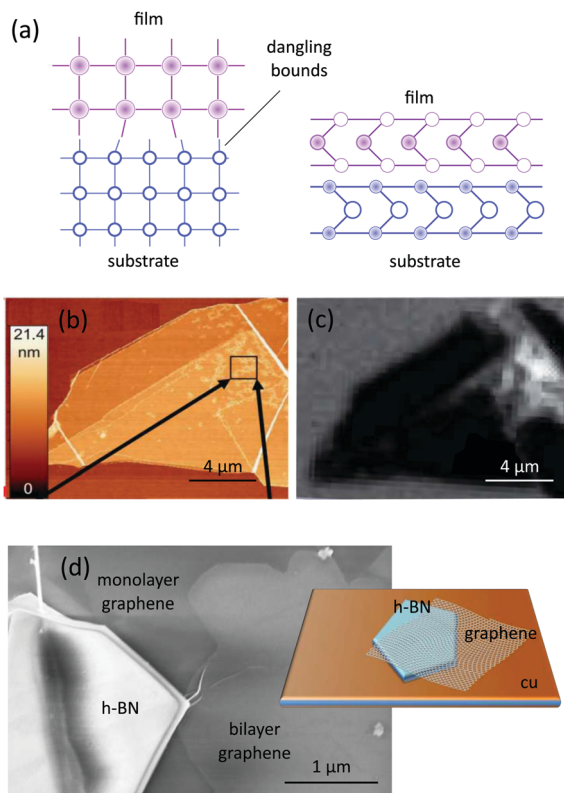 (a)
film
dangling
bounds
substrate
film
substrate
(b)
21.4
nm
0
4 μm
(c)
4 μm
(d)
monolayer
graphene
h-BN
bilayer
graphene
1 μm
h-BN
graphene
cu